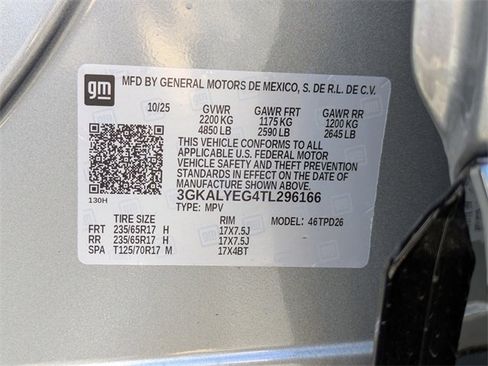 gm
MFD BY GENERAL MOTORS DE MEXICO, S. DE R.L. DE C.V.
10/25 GVWR GAWR FRT GAWR RR
2200 KG 1175 KG 1200 KG
4850 LB 2590 LB 2645 LB
THIS VEHICLE CONFORMS TO ALL
APPLICABLE U.S. FEDERAL MOTOR
VEHICLE SAFETY AND THEFT PREVENTION
STANDARDS IN EFFECT ON THE DATE OF
MANUFACTURE SHOWN ABOVE.
3GKALYEG4TL296166
130H
TYPE: MPV MODEL: 46TPD26
TIRE SIZE RIM
FRT 235/65R17 H 17X7.5J
RR 235/65R17 H 17X7.5J
SPA T125/70R17 M 17X4BT